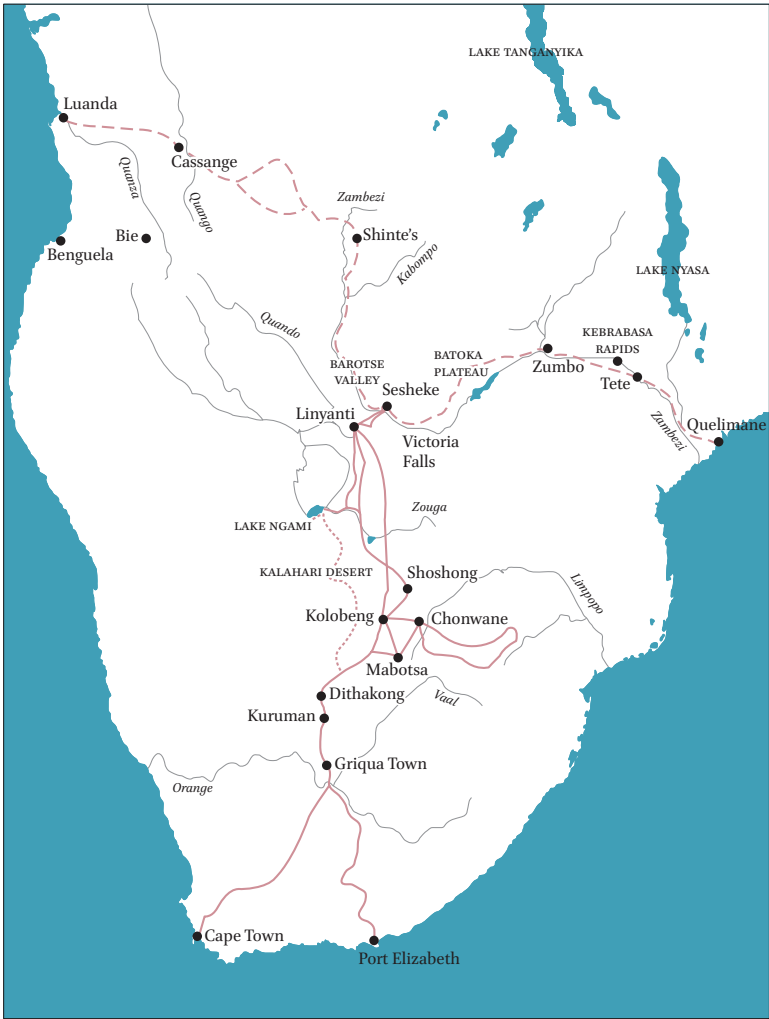 LAKE TANGANYIKA
Luanda
Cassange
Quanza
Quango
Zambezi
Shinte's
Bie
Benguela
Kabompo
LAKE NYASA
Quando
KEBRABASA
RAPIDS
BAROTSE
VALLEY
BATOKA
PLATEAU
Zumbo
Tete
Sesheke
Linyanti
Zambezi
Quelimane
Victoria
Falls
Zouga
LAKE NGAMI
KALAHARI DESERT
Shoshong
Limpopo
Kolobeng
Chonwane
Mabotsa
Dithakong
Vaal
Kuruman
Griqua Town
Orange
Cape Town
Port Elizabeth